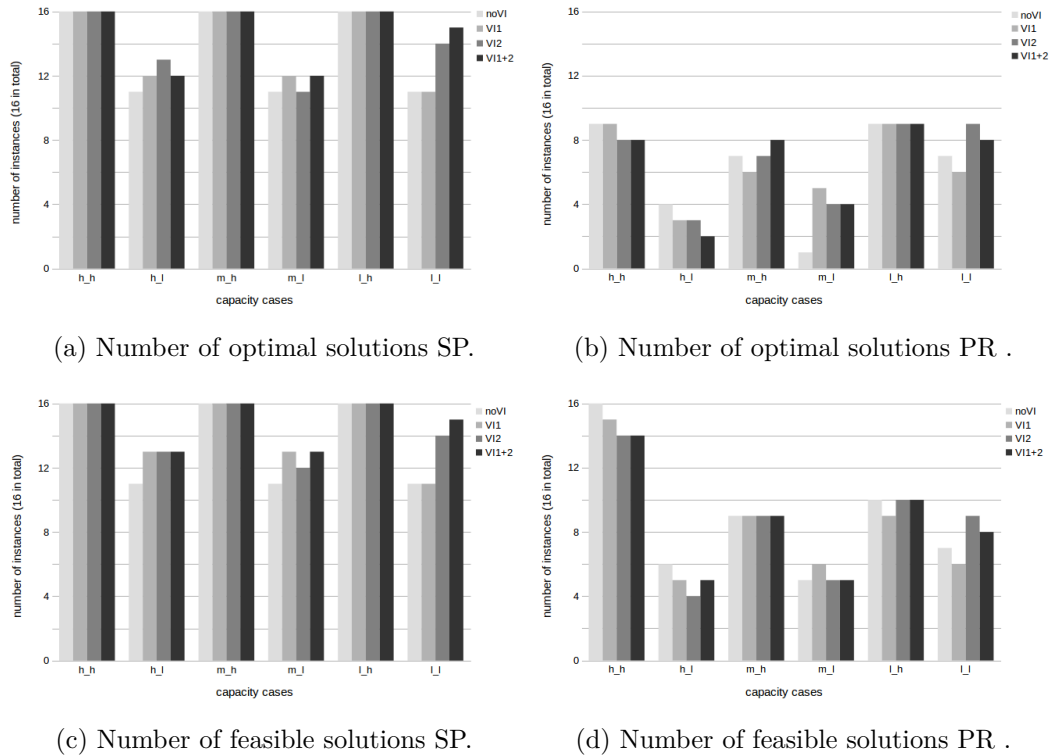 16
12
8
4
0
number of instances (16 in total)
h_h h_l m_h m_l l_h l_l
capacity cases
noVI
VI1
VI2
VI1+2
(a) Number of optimal solutions SP.
16
12
8
4
0
number of instances (16 in total)
h_h h_l m_h m_l l_h l_l
capacity cases
noVI
VI1
VI2
VI1+2
(b) Number of optimal solutions PR .
16
12
8
4
0
number of instances (16 in total)
h_h h_l m_h m_l l_h l_l
capacity cases
noVI
VI1
VI2
VI1+2
(c) Number of feasible solutions SP.
16
12
8
4
0
number of instances (16 in total)
h_h h_l m_h m_l l_h l_l
capacity cases
noVI
VI1
VI2
VI1+2
(d) Number of feasible solutions PR .